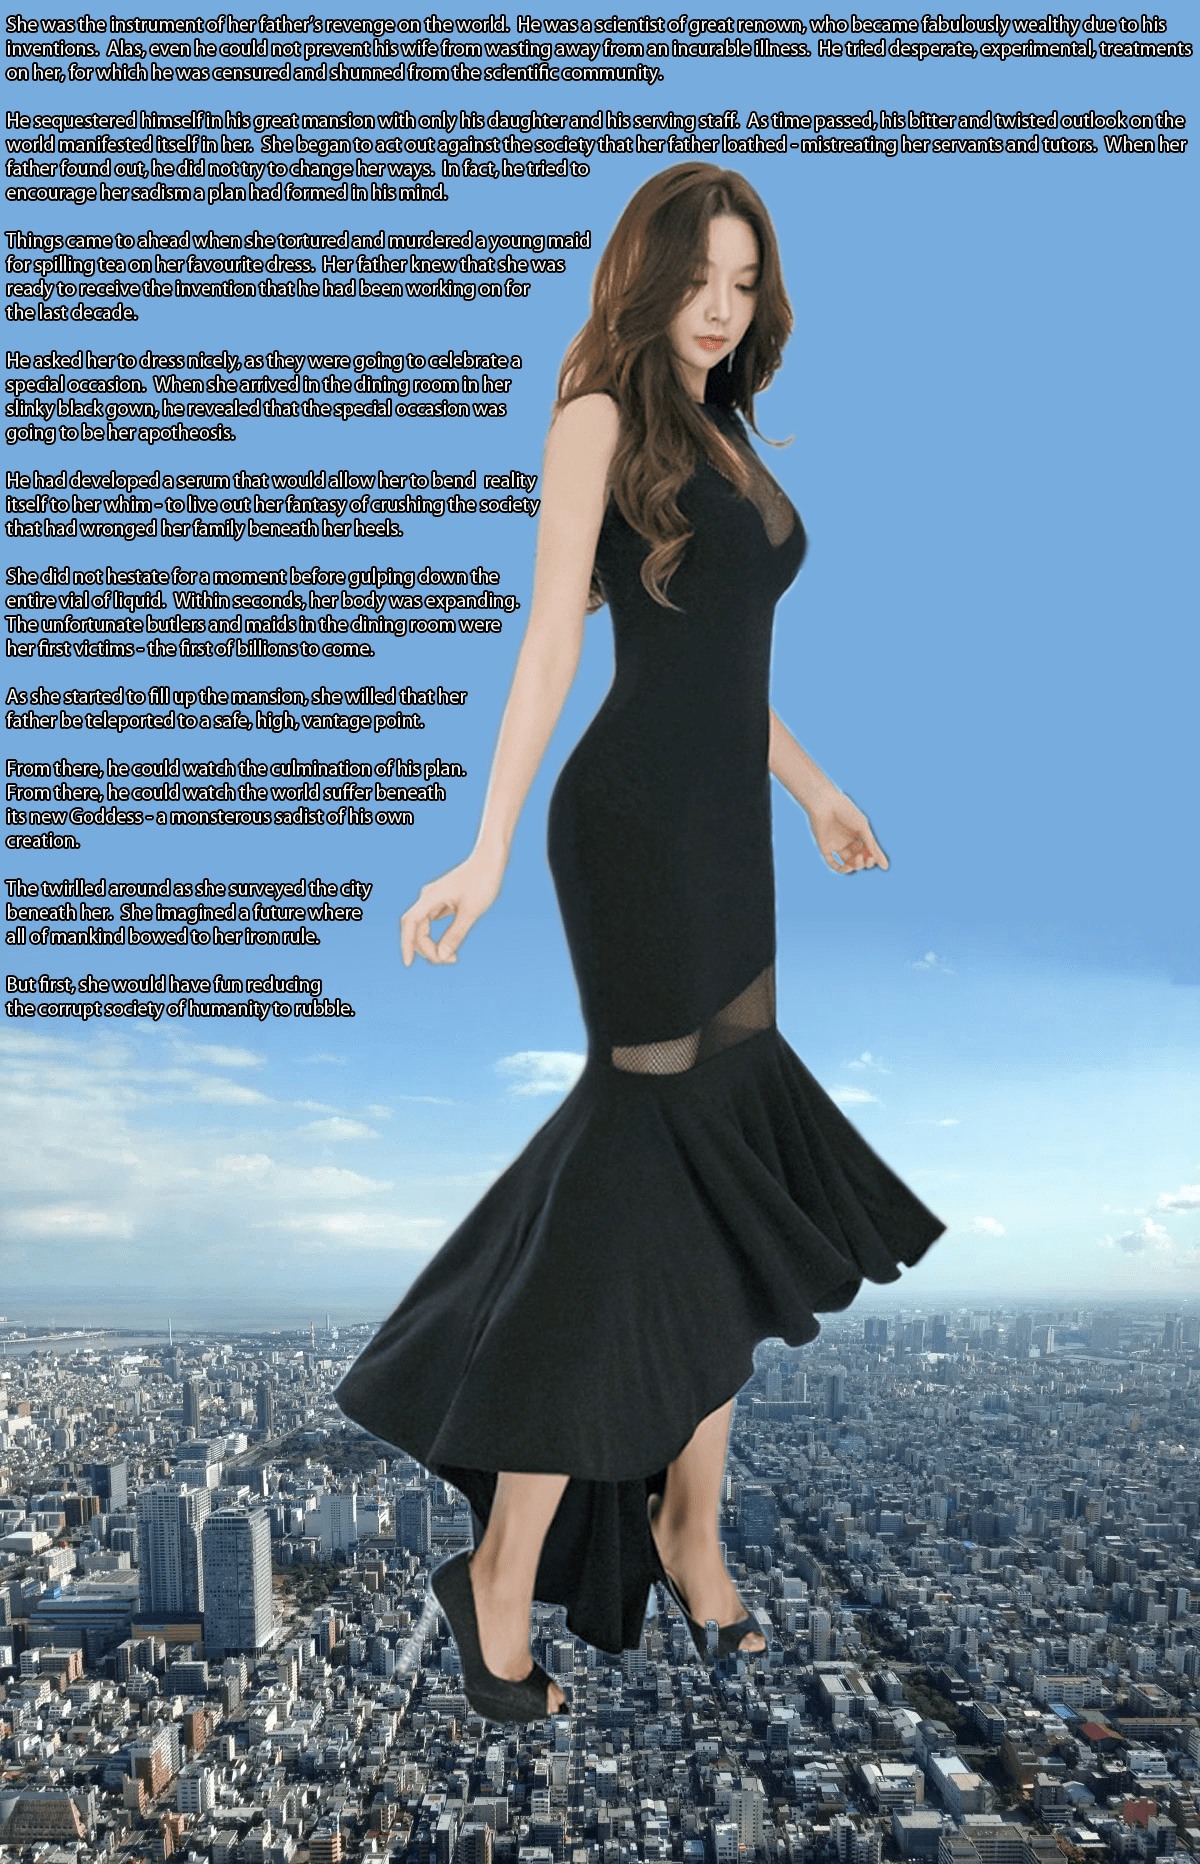 She was the instrument of her father's revenge on the world. He was a scientist of great renown, who became fabulously wealthy due to his
inventions. Alas, even he could not prevent his wife from wasting away from an incurable illness. He tried desperate, experimental, treatments
on her, for which he was censured and shunned from the scientific community.
He sequestered himself in his great mansion with only his daughter and his serving staff. As time passed, his bitter and twisted outlook on the
world manifested itself in her. She began to act out against the society that her father loathed - mistreating her servants and tutors. When her
father found out, he did not try to change her ways. In fact, he tried to
encourage her sadism a plan had formed in his mind.
Things came to ahead when she tortured and murdered a young maid
for spilling tea on her favourite dress. Her father knew that she was
ready to receive the invention that he had been working on for
the last decade.
He asked her to dress nicely, as they were going to celebrate a
special occasion. When she arrived in the dining room in her
slinky black gown, he revealed that the special occasion was
going to be her apotheosis.
He had developed a serum that would allow her to bend reality
itself to her whim - to live out her fantasy of crushing the society
that had wronged her family beneath her heels.
She did not hestate for a moment before gulping down the
entire vial of liquid. Within seconds, her body was expanding.
The unfortunate butlers and maids in the dining room were
her first victims - the first of billions to come.
As she started to fill up the mansion, she willed that her
father be teleported to a safe, high, vantage point.
From there, he could watch the culmination of his plan.
From there, he could watch the world suffer beneath
its new Goddess - a monsterous sadist of his own
creation.
The twirlled around as she surveyed the city
beneath her. She imagined a future where
all of mankind bowed to her iron rule.
But first, she would have fun reducing
the corrupt society of humanity to rubble.